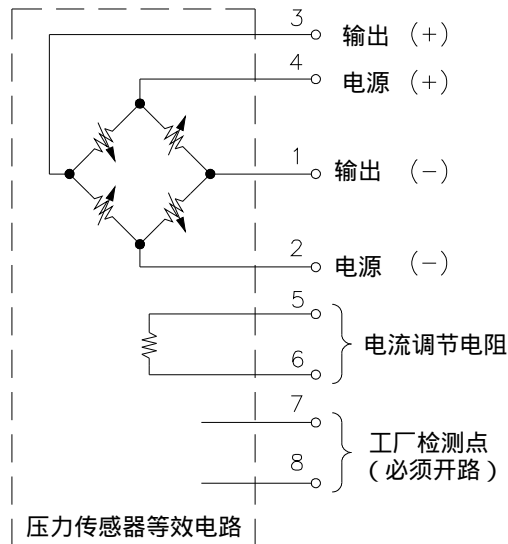 3 输出 (+)
4 电源 (+)
1 输出 (-)
2 电源 (-)
5
电流调节电阻
6
7
工厂检测点
(必须开路)
8
压力传感器等效电路